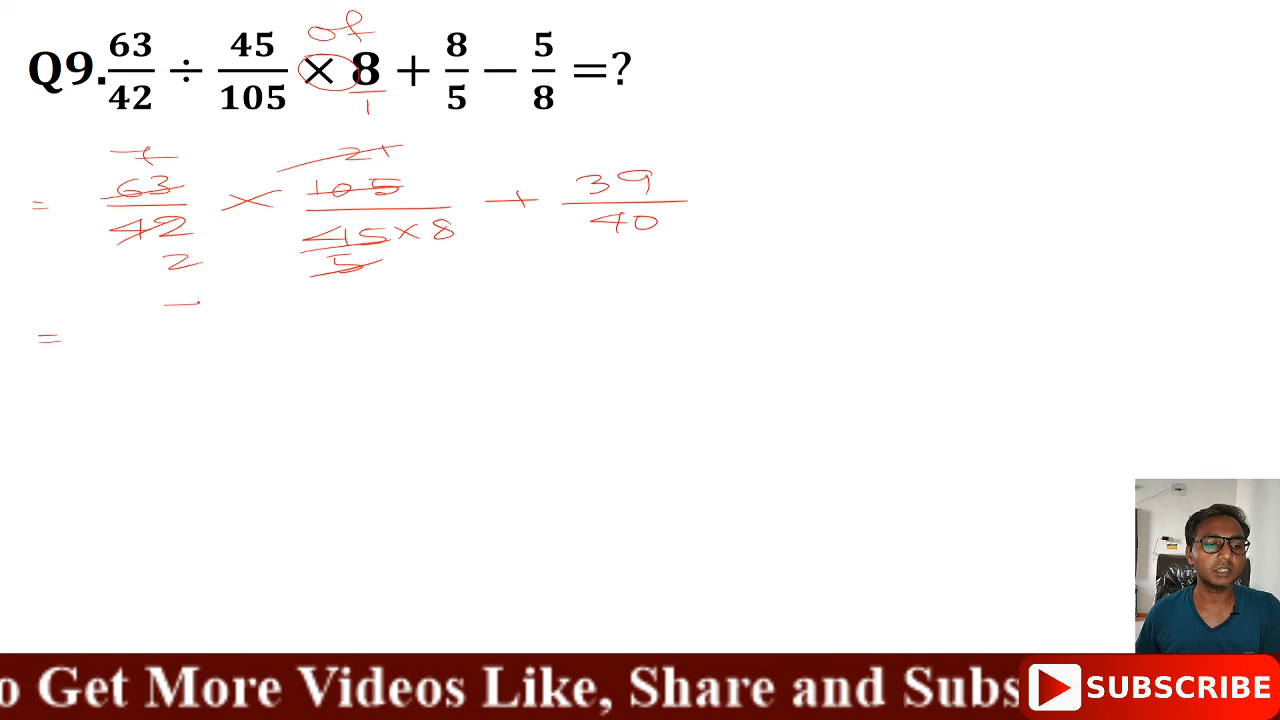 of
Q9. 63/42 ÷ 45/105 × 8/1 + 8/5 − 5/8 =?
7 21
= 63/42 × 105/45×8 + 39/40
2 5
=
o Get More Videos Like, Share and Subs
SUBSCRIBE